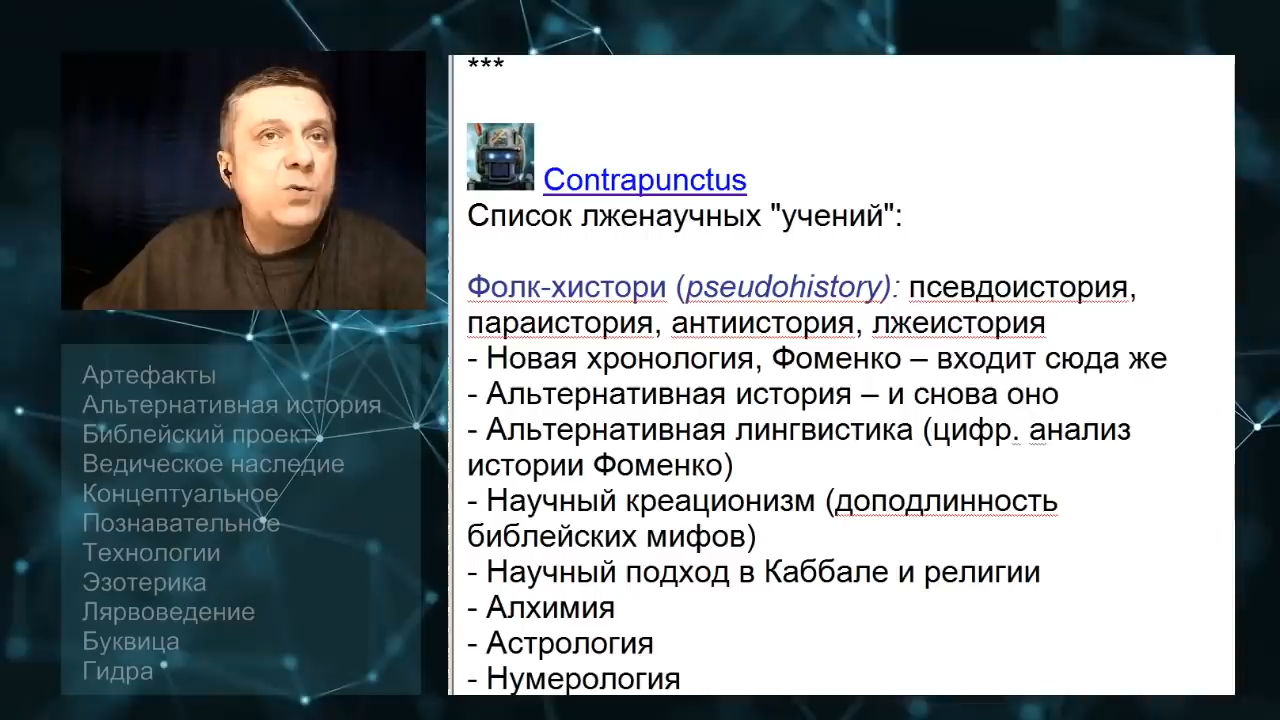 ***
Contrapunctus
Список лженаучных "учений":
Фолк-хистори (pseudohistory): псевдоистория,
параистория, антиистория, лжеистория
- Новая хронология, Фоменко – входит сюда же
- Альтернативная история – и снова оно
- Альтернативная лингвистика (цифр. анализ
истории Фоменко)
- Научный креационизм (доподлинность
библейских мифов)
- Научный подход в Каббале и религии
- Алхимия
- Астрология
- Нумерология
Артефакты
Альтернативная история
Библейский проект
Ведическое наследие
Концептуальное
Познавательное
Технологии
Эзотерика
Лярвоведение
Буквица
Гидра